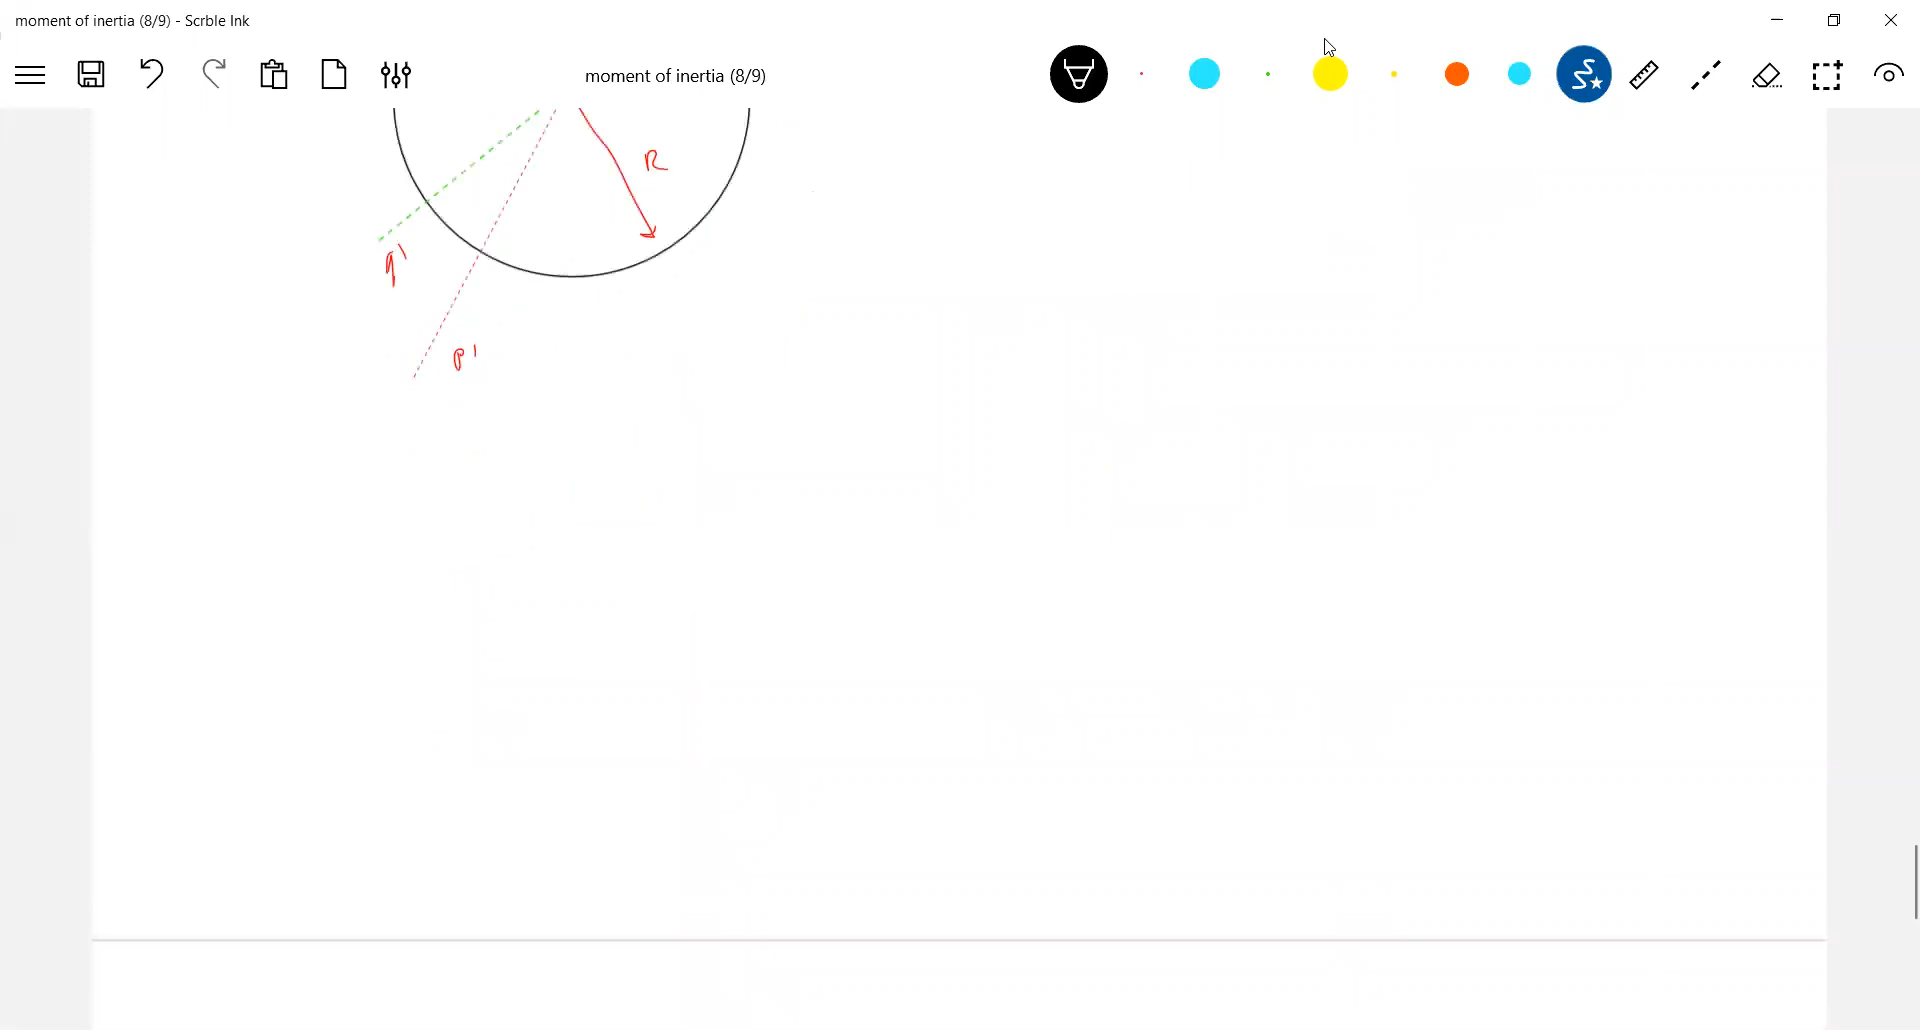 moment of inertia (8/9) - Scrble Ink
moment of inertia (8/9)
R
q'
p'